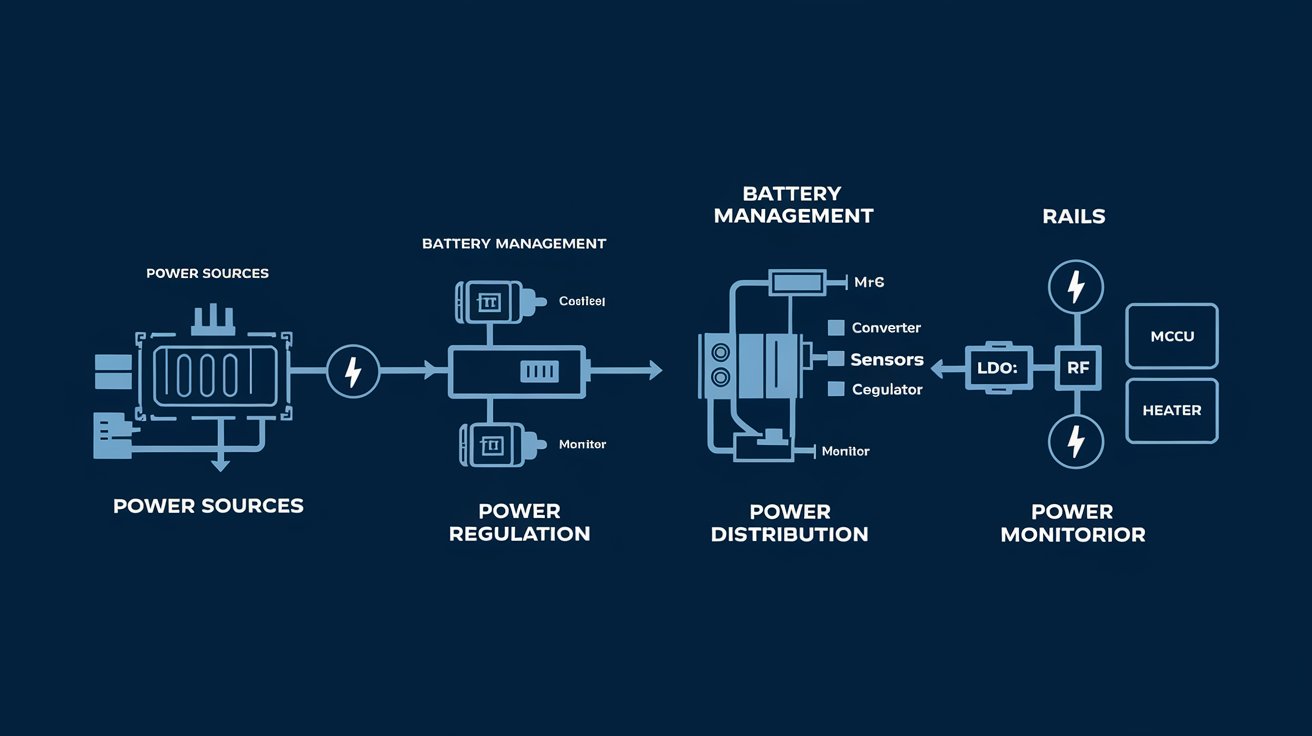 POWER SOURCES
POWER SOURCES
BATTERY MANAGEMENT
Monitor
POWER
REGULATION
BATTERY
MANAGEMENT
Mr6
Converter
Sensors
Cegulator
Monitor
POWER
DISTRIBUTION
RAILS
LDO:
RF
MCCU
HEATER
POWER
MONITORIOR